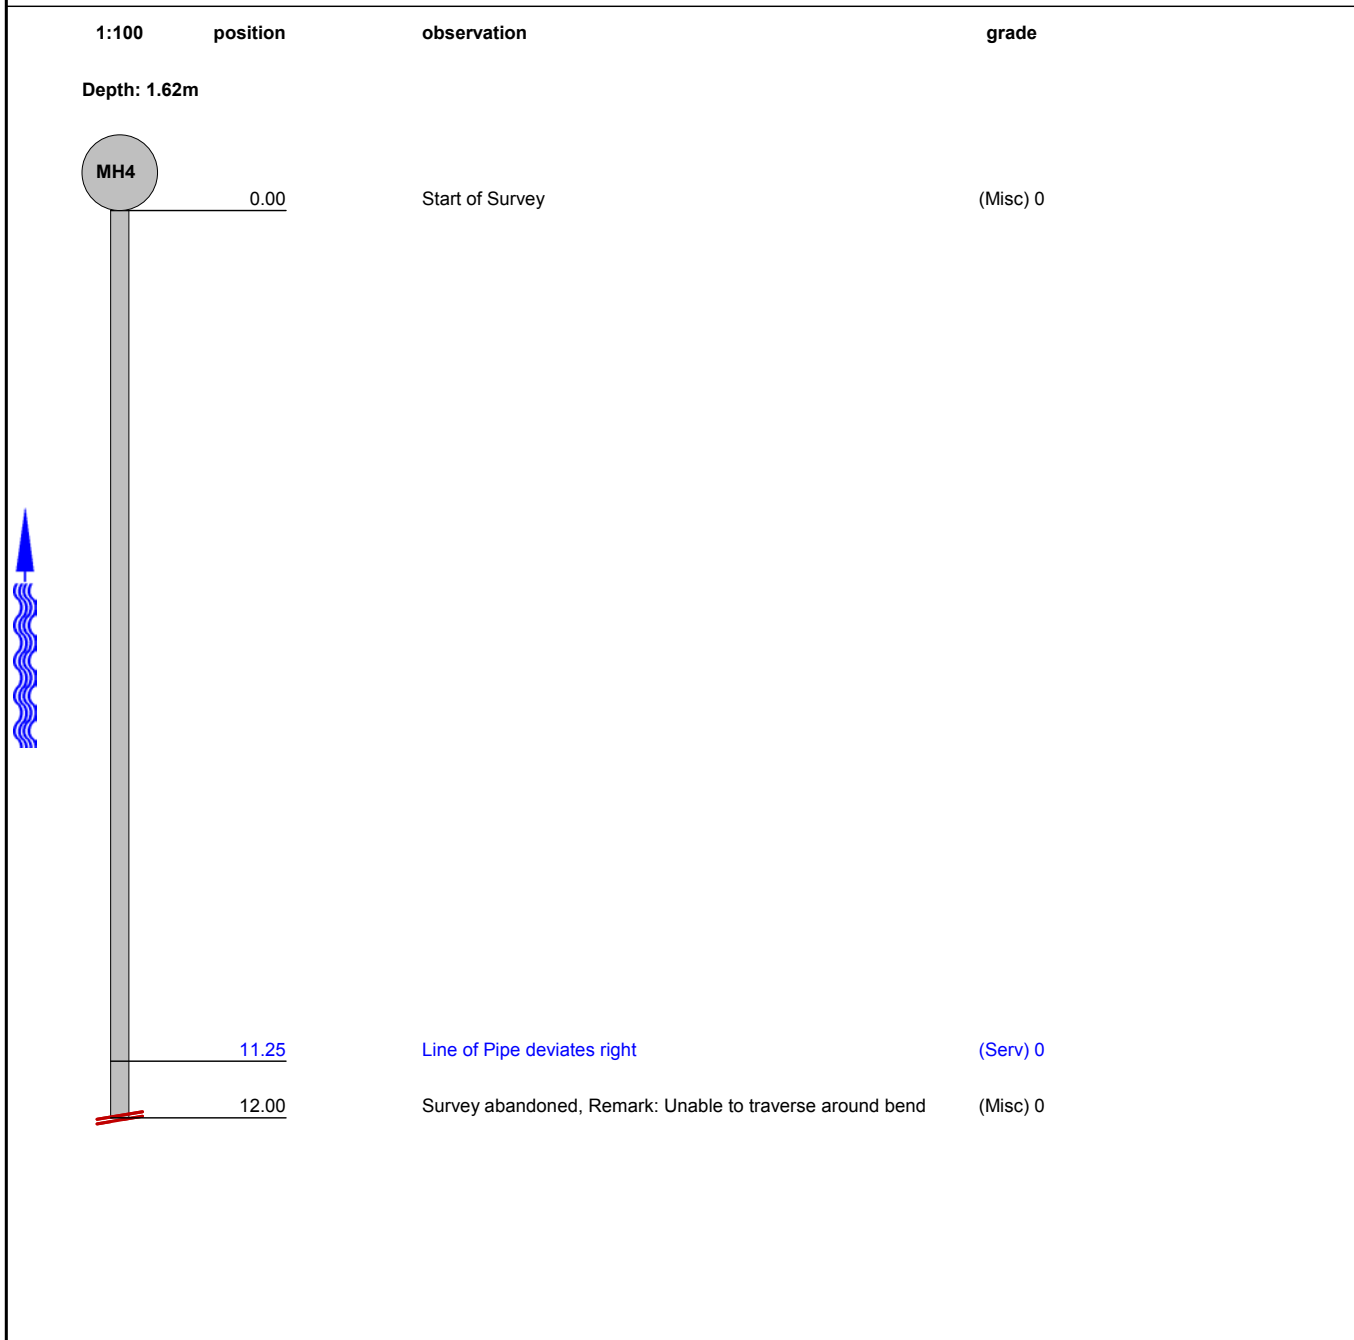 1:100 position observation grade
Depth: 1.62m
MH4
0.00 Start of Survey (Misc) 0
11.25 Line of Pipe deviates right (Serv) 0
12.00 Survey abandoned, Remark: Unable to traverse around bend (Misc) 0